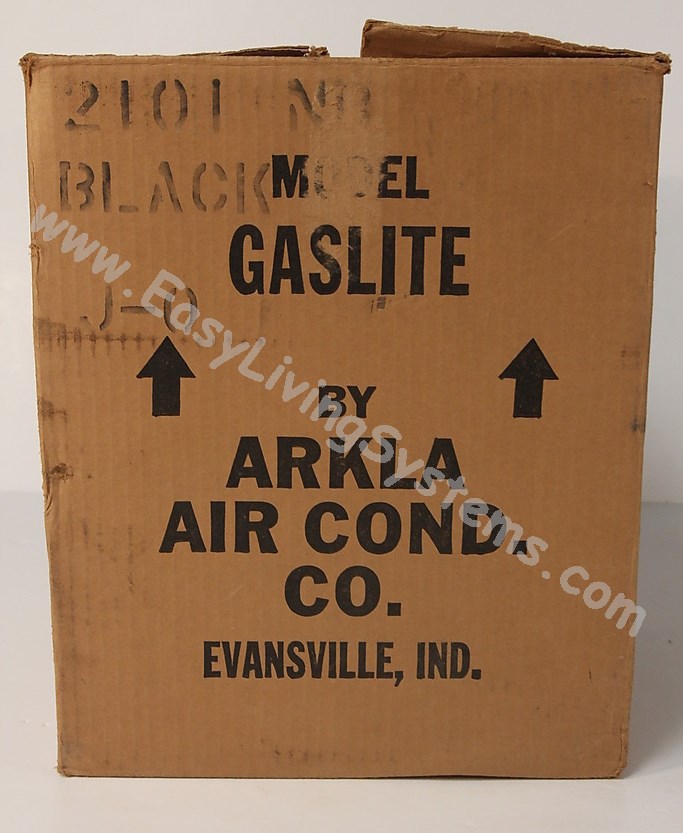 2101 NG
BLACK
MODEL
GASLITE
J-Q
BY
ARKLA
AIR COND.
CO.
EVANSVILLE, IND.
www.EasyLivingSystems.com